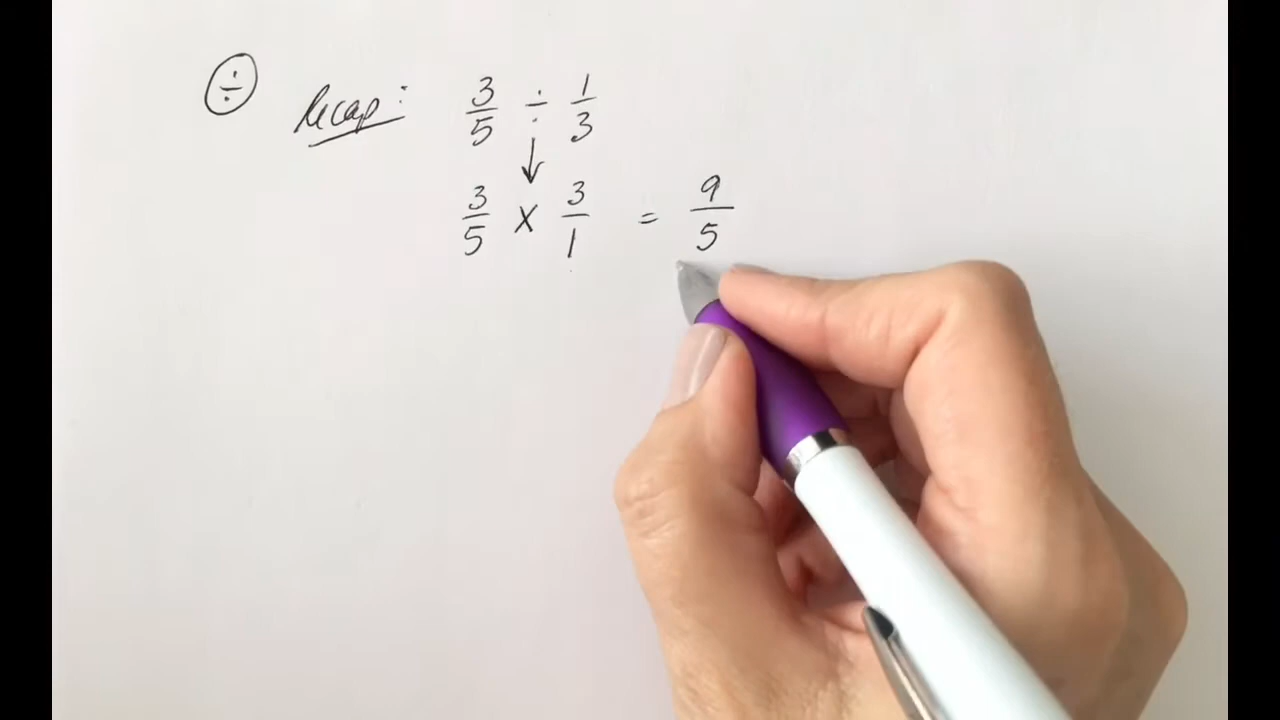 ÷ Recap: 3/5 ÷ 1/3
↓
3/5 × 3/1 = 9/5